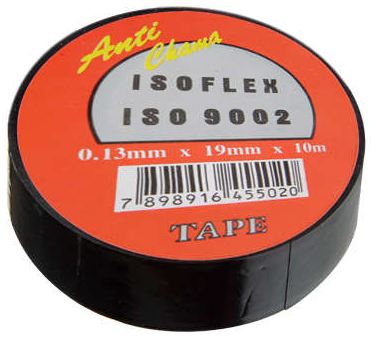 Anti
Chama
ISOFLEX
ISO 9002
0.13mm x 19mm x 10m
7 898916 455020
TAPE